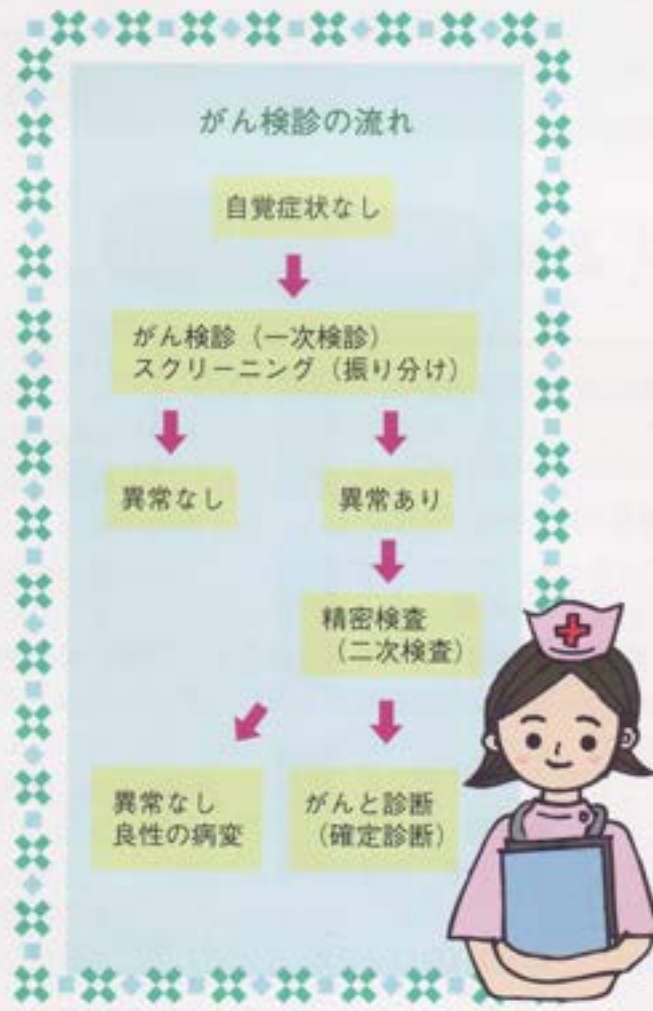 がん検診の流れ
自覚症状なし
がん検診（一次検診）
スクリーニング（振り分け）
異常なし
異常あり
精密検査
（二次検査）
異常なし
良性の病変
がんと診断
（確定診断）